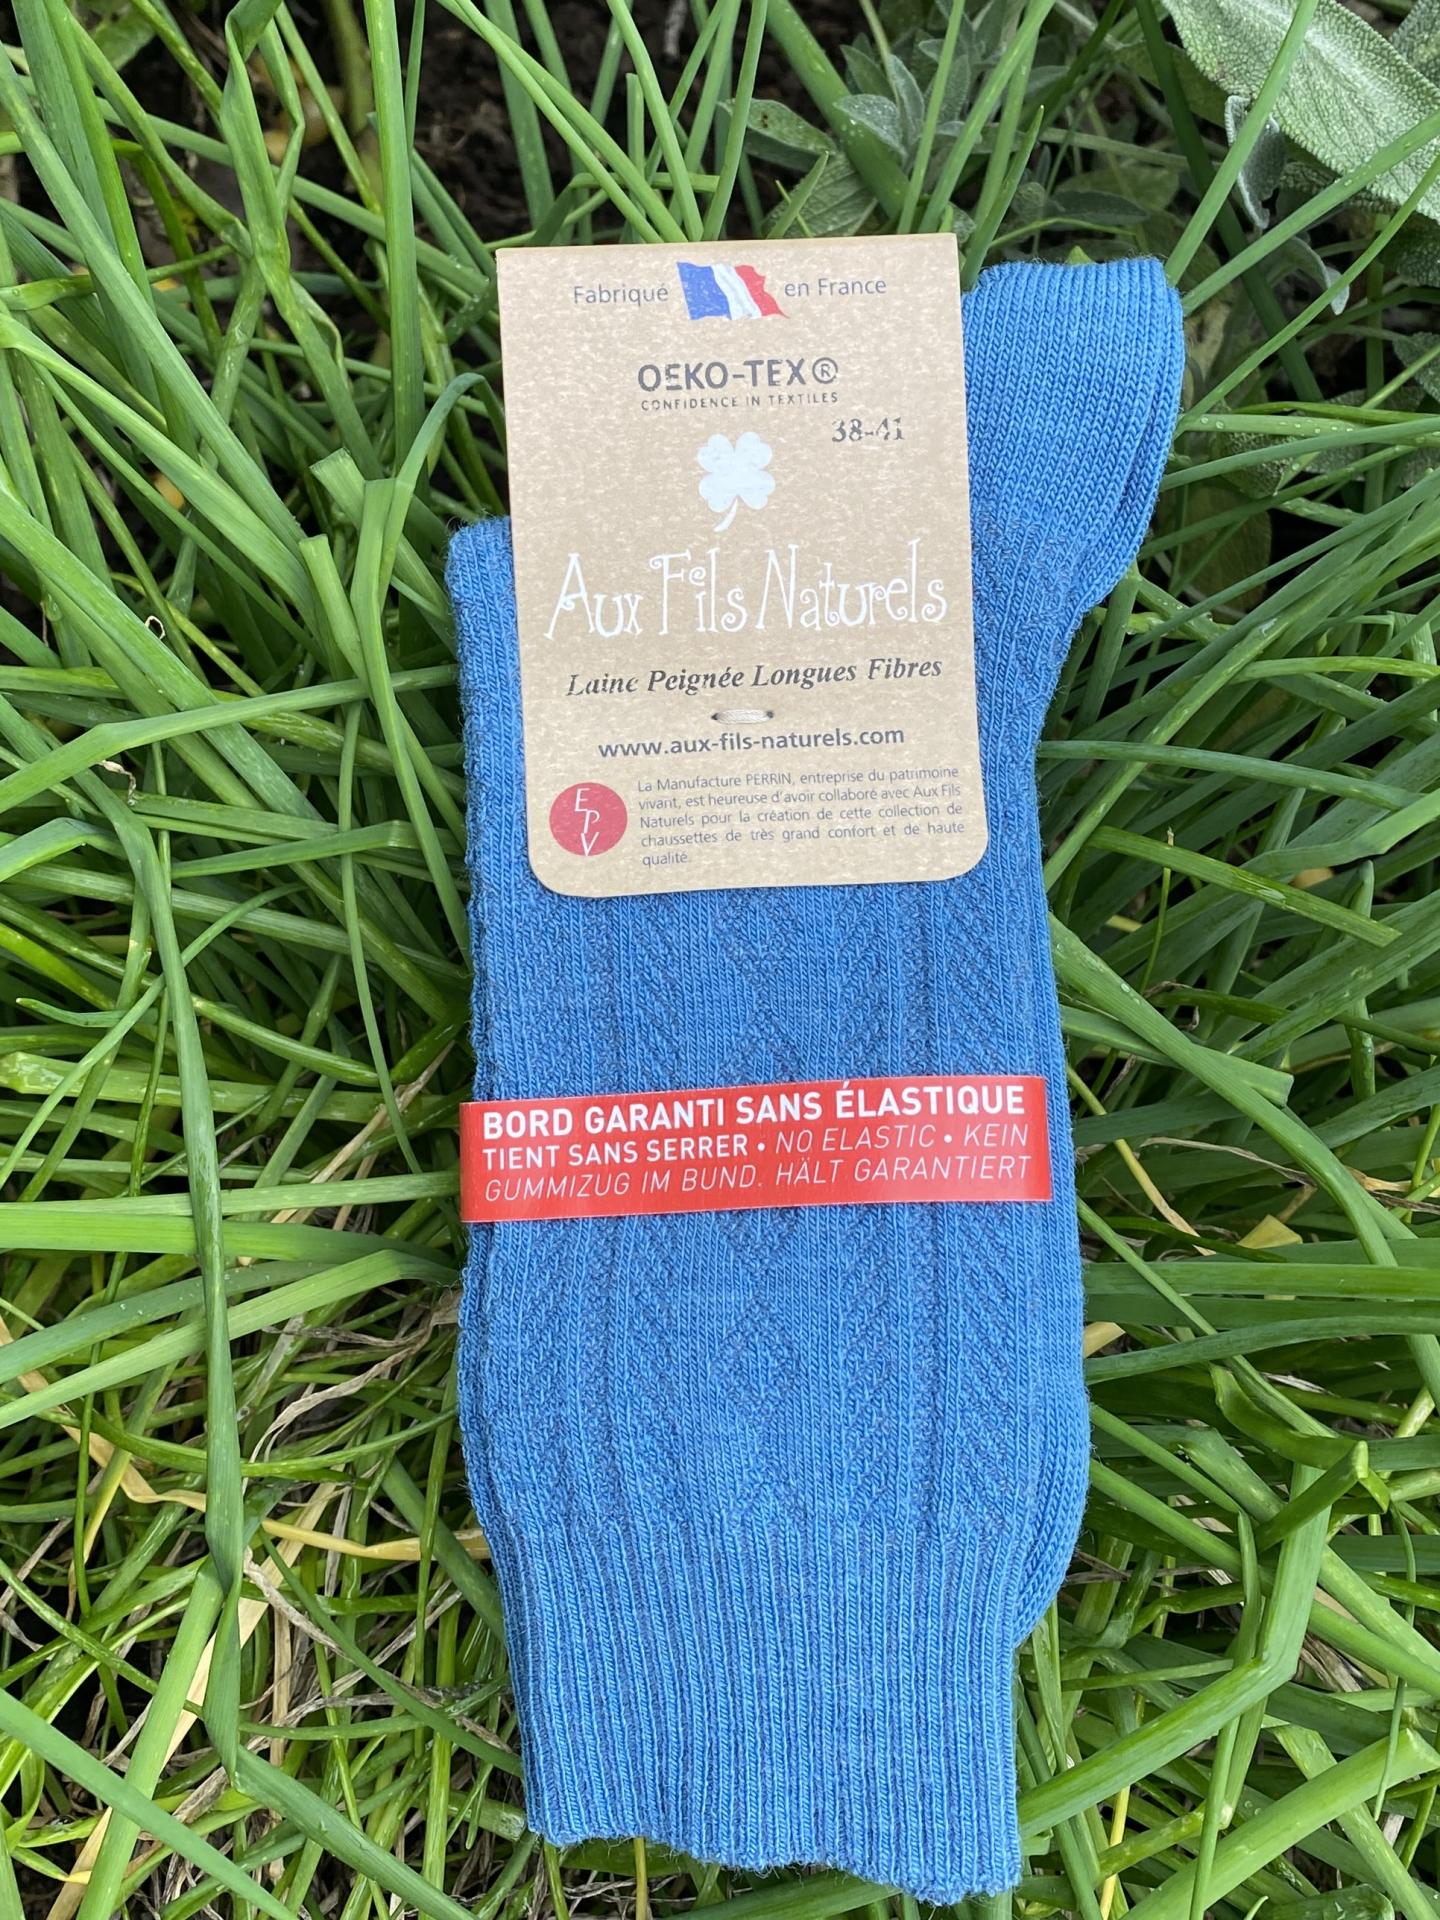 Fabriqué en France
OEKO-TEX®
CONFIDENCE IN TEXTILES
38-41
Aux Fils Naturels
Laine Peignée Longues Fibres
www.aux-fils-naturels.com
EPV
La Manufacture PERRIN, entreprise du patrimoine
vivant, est heureuse d'avoir collaboré avec Aux Fils
Naturels pour la création de cette collection de
chaussettes de très grand confort et de haute
qualité.
BORD GARANTI SANS ÉLASTIQUE
TIENT SANS SERRER • NO ELASTIC • KEIN
GUMMIZUG IM BUND. HÄLT GARANTIERT